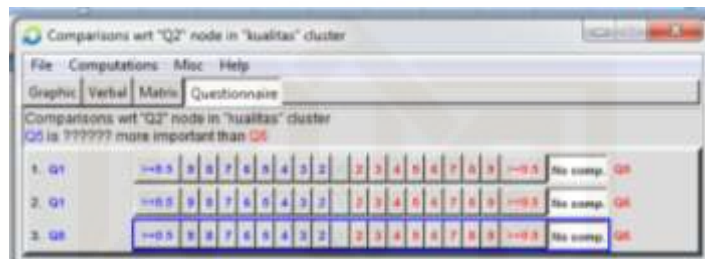 Comparisons wrt "Q2" node in "kualitas" cluster
File Computations Misc Help
Graphic Verbal Matrix Questionnaire
Comparisons wrt "Q2" node in "kualitas" cluster
Q5 is ?????? more important than Q6
1. Q1 >=9.5 9 8 7 6 5 4 3 2 2 3 4 5 6 7 8 9 >=9.5 No comp.
2. Q1 >=9.5 9 8 7 6 5 4 3 2 2 3 4 5 6 7 8 9 >=9.5 No comp. Q6
3. Q5 >=9.5 9 8 7 6 5 4 3 2 2 3 4 5 6 7 8 9 >=9.5 No comp. Q6